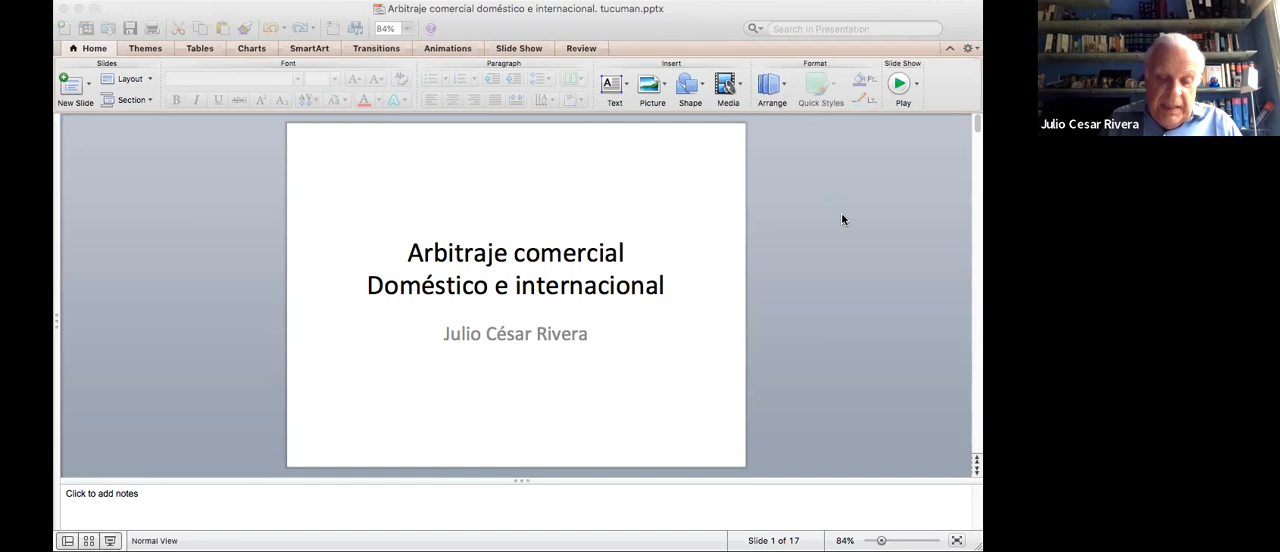 Arbitraje comercial doméstico e internacional. tucuman.pptx
84%
Search in Presentation
Home Themes Tables Charts SmartArt Transitions Animations Slide Show Review
Slides Font Paragraph Insert Format Slide Show
New Slide Layout Section
B I U ABC A² A₂
Text Picture Shape Media Arrange Quick Styles Play
Julio Cesar Rivera
Arbitraje comercial
Doméstico e internacional
Julio César Rivera
Click to add notes
Normal View Slide 1 of 17 84%